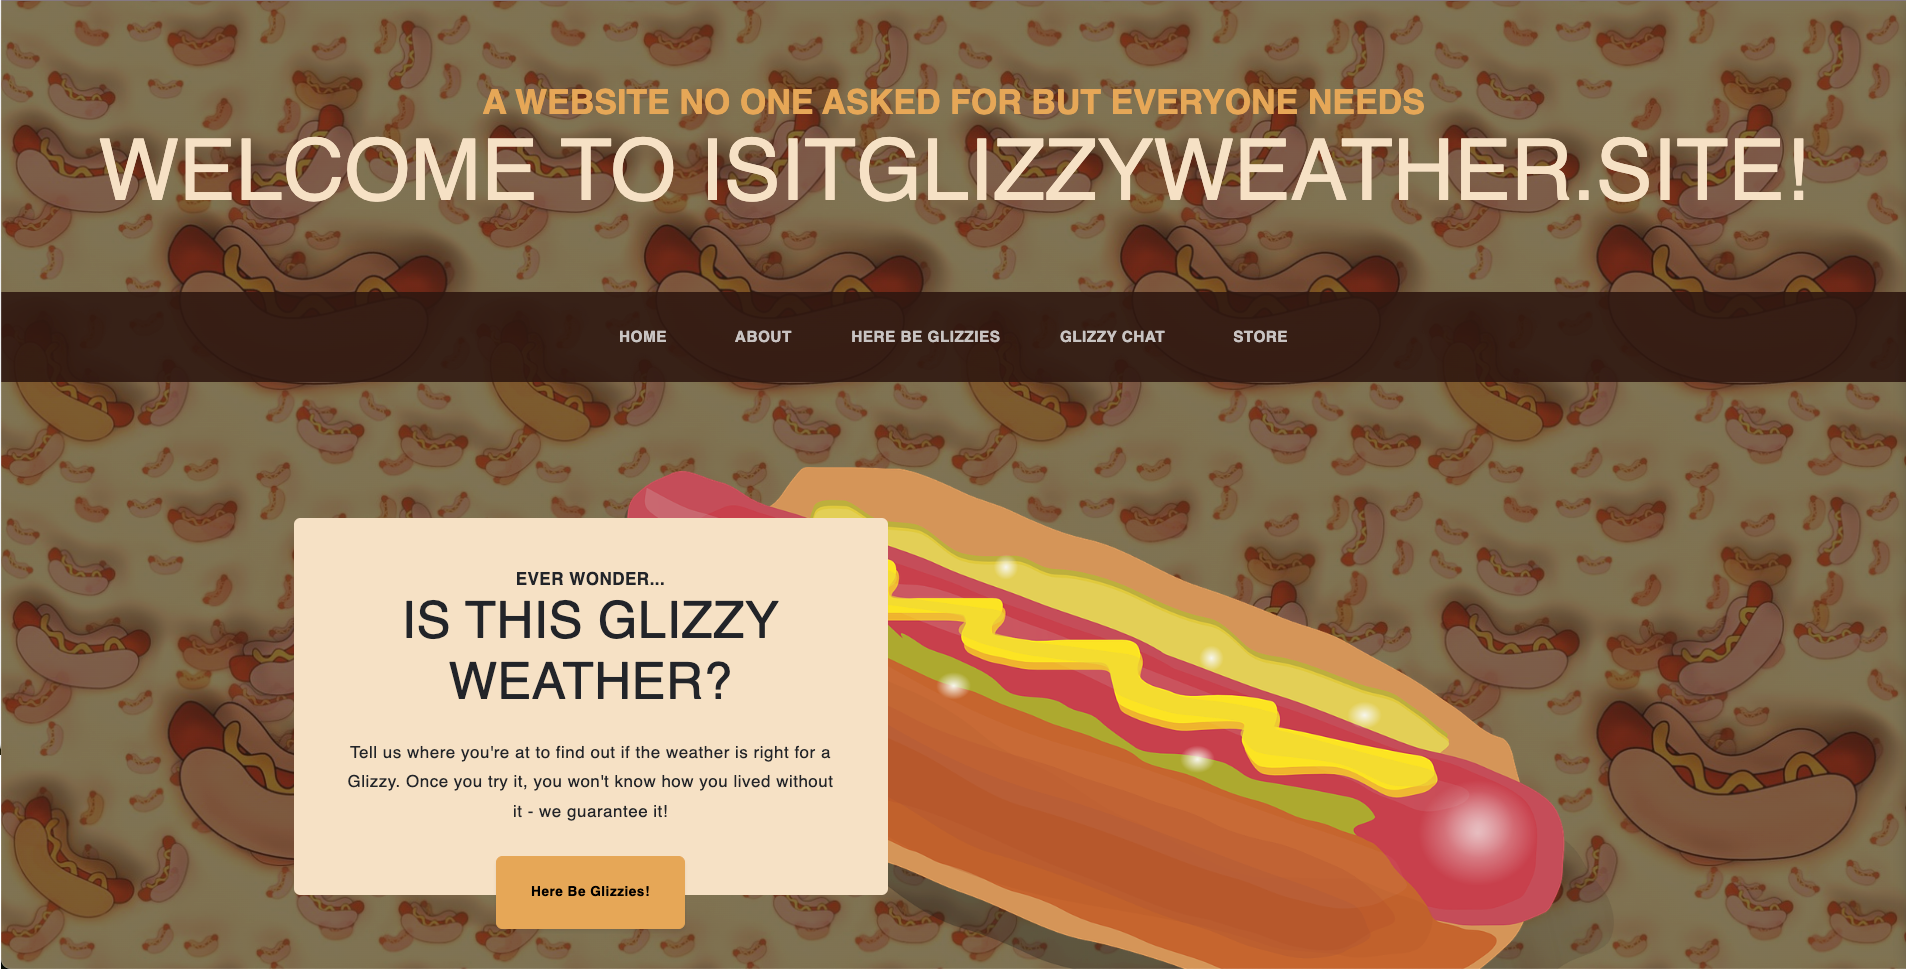 A WEBSITE NO ONE ASKED FOR BUT EVERYONE NEEDS
WELCOME TO ISITGLIZZYWEATHER.SITE!
HOME ABOUT HERE BE GLIZZIES GLIZZY CHAT STORE
EVER WONDER...
IS THIS GLIZZY
WEATHER?
Tell us where you're at to find out if the weather is right for a
Glizzy. Once you try it, you won't know how you lived without
it - we guarantee it!
Here Be Glizzies!